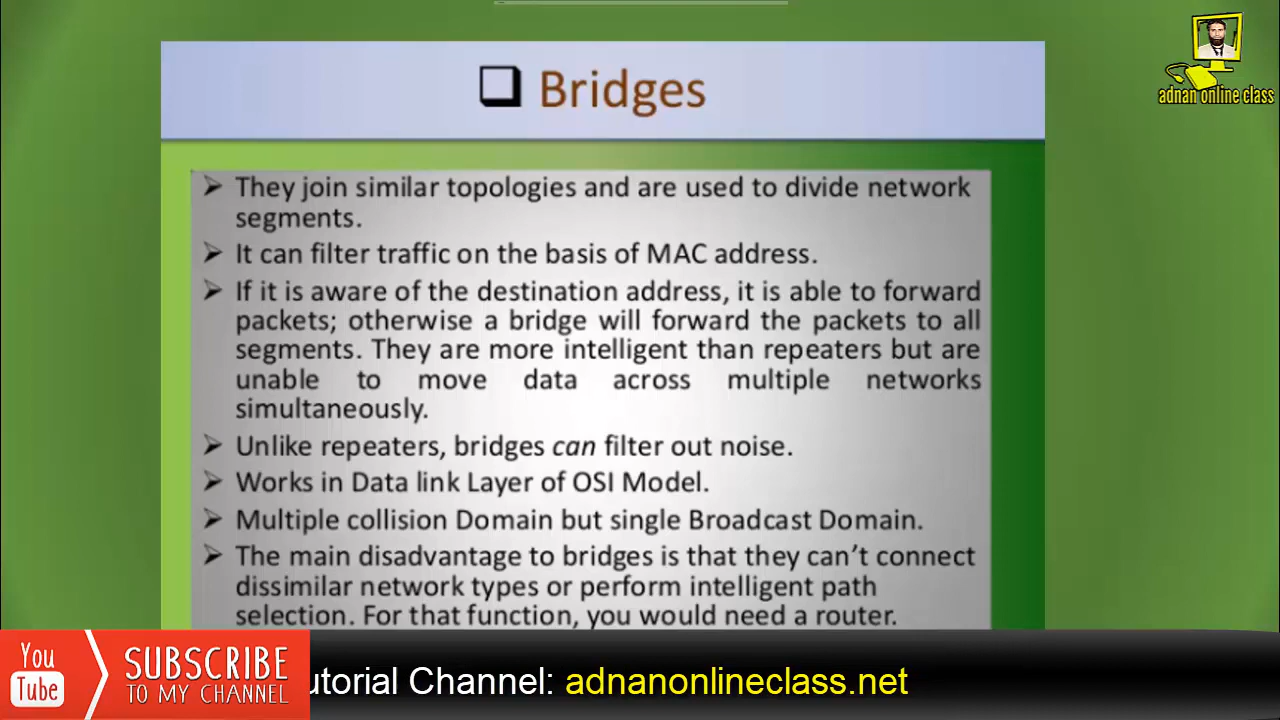 adnan online class
❑ Bridges
➢ They join similar topologies and are used to divide network
segments.
➢ It can filter traffic on the basis of MAC address.
➢ If it is aware of the destination address, it is able to forward
packets; otherwise a bridge will forward the packets to all
segments. They are more intelligent than repeaters but are
unable to move data across multiple networks
simultaneously.
➢ Unlike repeaters, bridges can filter out noise.
➢ Works in Data link Layer of OSI Model.
➢ Multiple collision Domain but single Broadcast Domain.
➢ The main disadvantage to bridges is that they can’t connect
dissimilar network types or perform intelligent path
selection. For that function, you would need a router.
You
Tube
SUBSCRIBE
TO MY CHANNEL
utorial Channel: adnanonlineclass.net